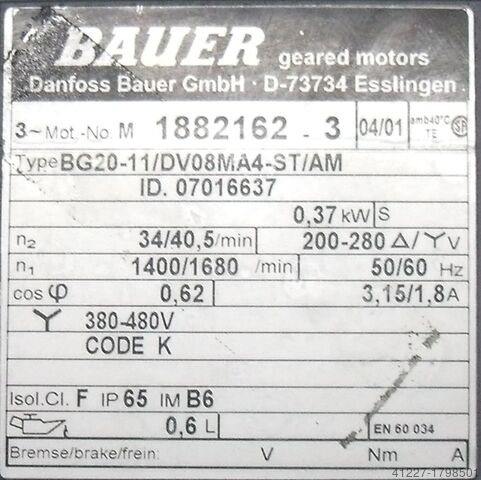 BAUER geared motors
Danfoss Bauer GmbH · D-73734 Esslingen
3~ Mot.-No M 1882162 - 3 04/01 amb40°C TE SA
Type BG20-11/DV08MA4-ST/AM
ID. 07016637
0,37 kW S
n2 34/40,5 /min 200-280 △/Y V
n1 1400/1680 /min 50/60 Hz
cos φ 0,62 3,15/1,8 A
Y 380-480V
CODE K
Isol.Cl. F IP 65 IM B6
0,6 L EN 60 034
Bremse/brake/frein: V Nm A
41227-1798501